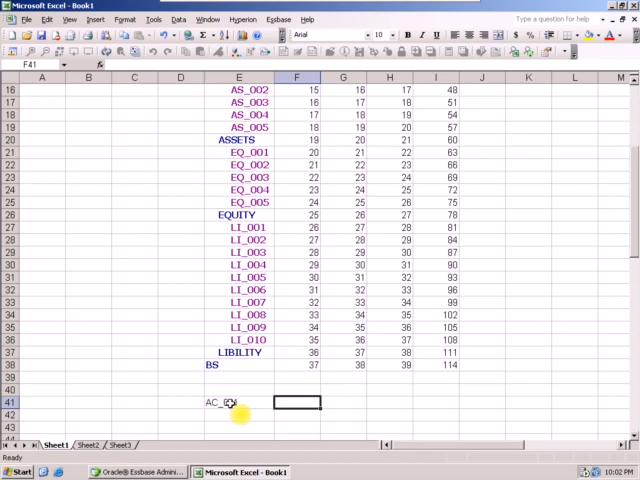 Microsoft Excel - Book1
File Edit View Insert Format Tools Data Window Hyperion Essbase Help
Type a question for help
Arial 10 B I U
F41 fx
A B C D E F G H I J K L M
16 AS_002 15 16 17 48
17 AS_003 16 17 18 51
18 AS_004 17 18 19 54
19 AS_005 18 19 20 57
20 ASSETS 19 20 21 60
21 EQ_001 20 21 22 63
22 EQ_002 21 22 23 66
23 EQ_003 22 23 24 69
24 EQ_004 23 24 25 72
25 EQ_005 24 25 26 75
26 EQUITY 25 26 27 78
27 LI_001 26 27 28 81
28 LI_002 27 28 29 84
29 LI_003 28 29 30 87
30 LI_004 29 30 31 90
31 LI_005 30 31 32 93
32 LI_006 31 32 33 96
33 LI_007 32 33 34 99
34 LI_008 33 34 35 102
35 LI_009 34 35 36 105
36 LI_010 35 36 37 108
37 LIBILITY 36 37 38 111
38 BS 37 38 39 114
39
40
41
42
43
44
Sheet1 Sheet2 Sheet3
Ready
Start Oracle® Essbase Admini... Microsoft Excel - Book1 10:02 PM